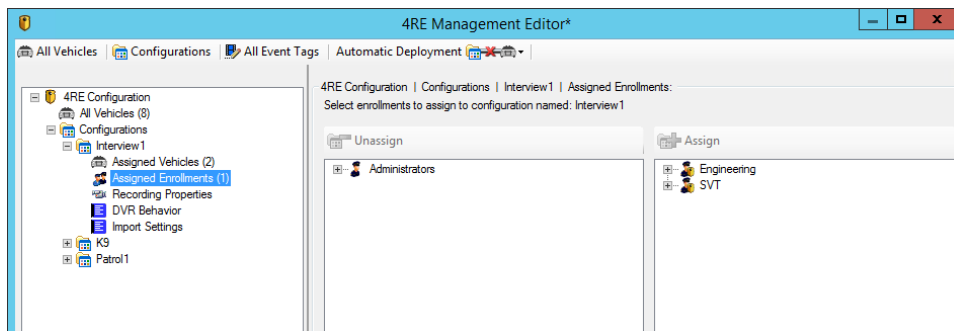 4RE Management Editor*
All Vehicles Configurations All Event Tags Automatic Deployment
4RE Configuration | Configurations | Interview1 | Assigned Enrollments:
Select enrollments to assign to configuration named: Interview1
4RE Configuration
All Vehicles (8)
Configurations
Interview1
Assigned Vehicles (2)
Assigned Enrollments (1)
Recording Properties
DVR Behavior
Import Settings
K9
Patrol1
Unassign
Administrators
Assign
Engineering
SVT